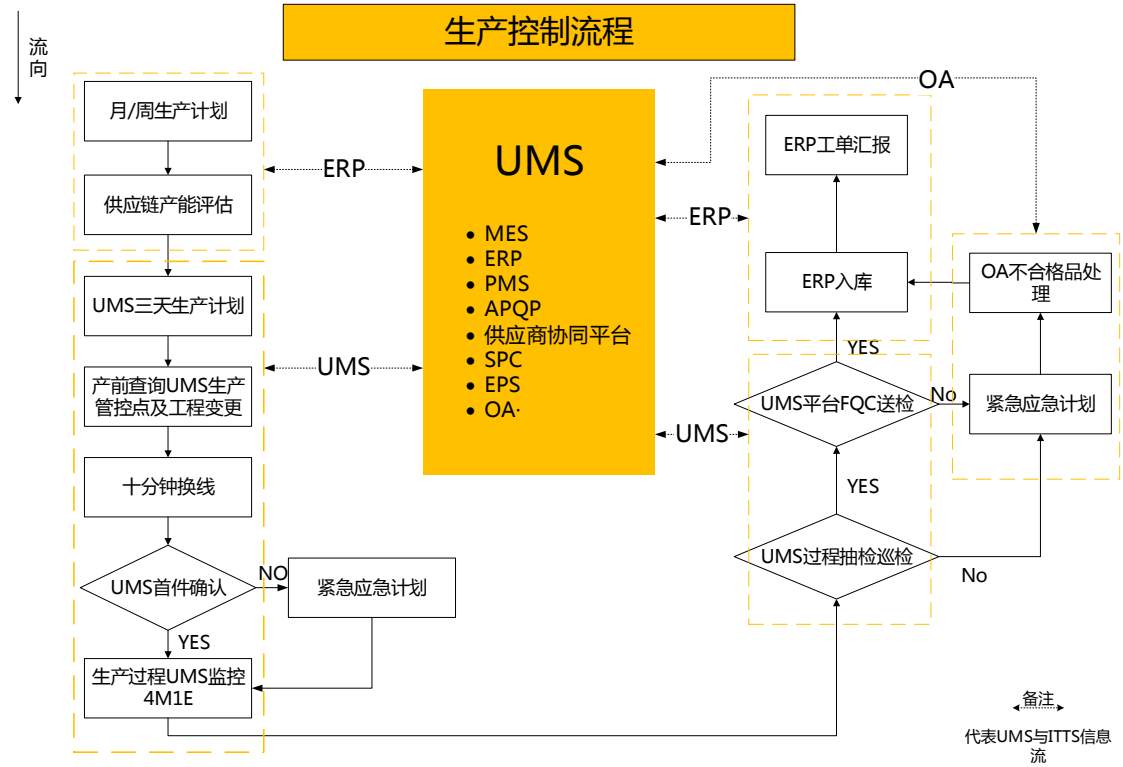 生产控制流程
流
向
月/周生产计划
供应链产能评估
UMS三天生产计划
产前查询UMS生产
管控点及工程变更
十分钟换线
UMS首件确认
NO
紧急应急计划
YES
生产过程UMS监控
4M1E
ERP
UMS
UMS
• MES
• ERP
• PMS
• APQP
• 供应商协同平台
• SPC
• EPS
• OA·
OA
ERP
UMS
ERP工单汇报
ERP入库
YES
UMS平台FQC送检
No
YES
UMS过程抽检巡检
No
OA不合格品处
理
紧急应急计划
备注
代表UMS与ITTS信息
流